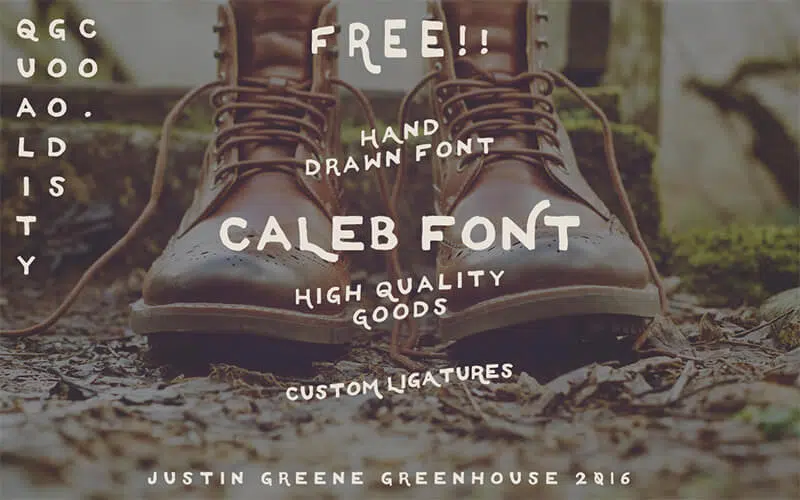 QUALITY
GOODS
CO.
FREE!!
HAND
DRAWN FONT
CALEB FONT
HIGH QUALITY
GOODS
CUSTOM LIGATURES
JUSTIN GREENE GREENHOUSE 2016